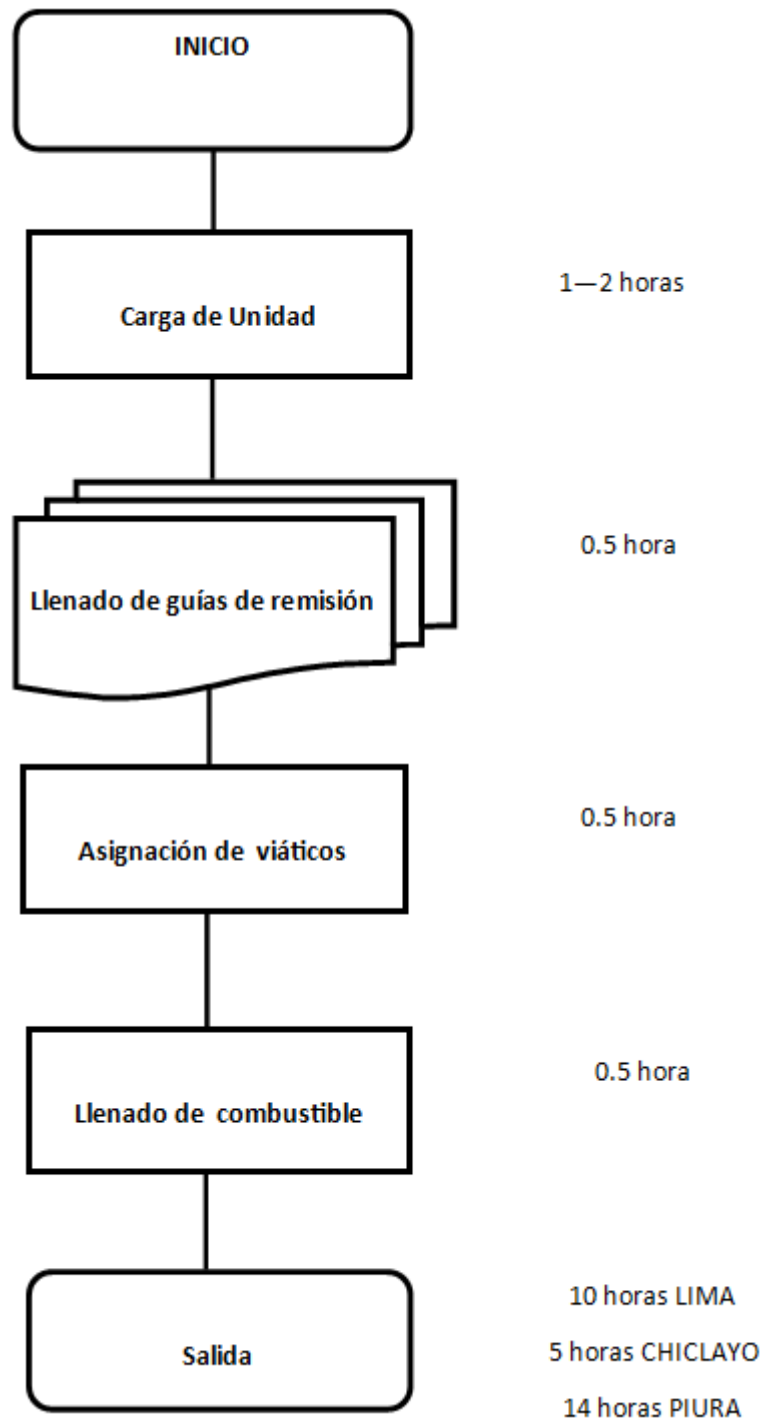 INICIO
Carga de Unidad
1—2 horas
Llenado de guías de remisión
0.5 hora
Asignación de viáticos
0.5 hora
Llenado de combustible
0.5 hora
Salida
10 horas LIMA
5 horas CHICLAYO
14 horas PIURA